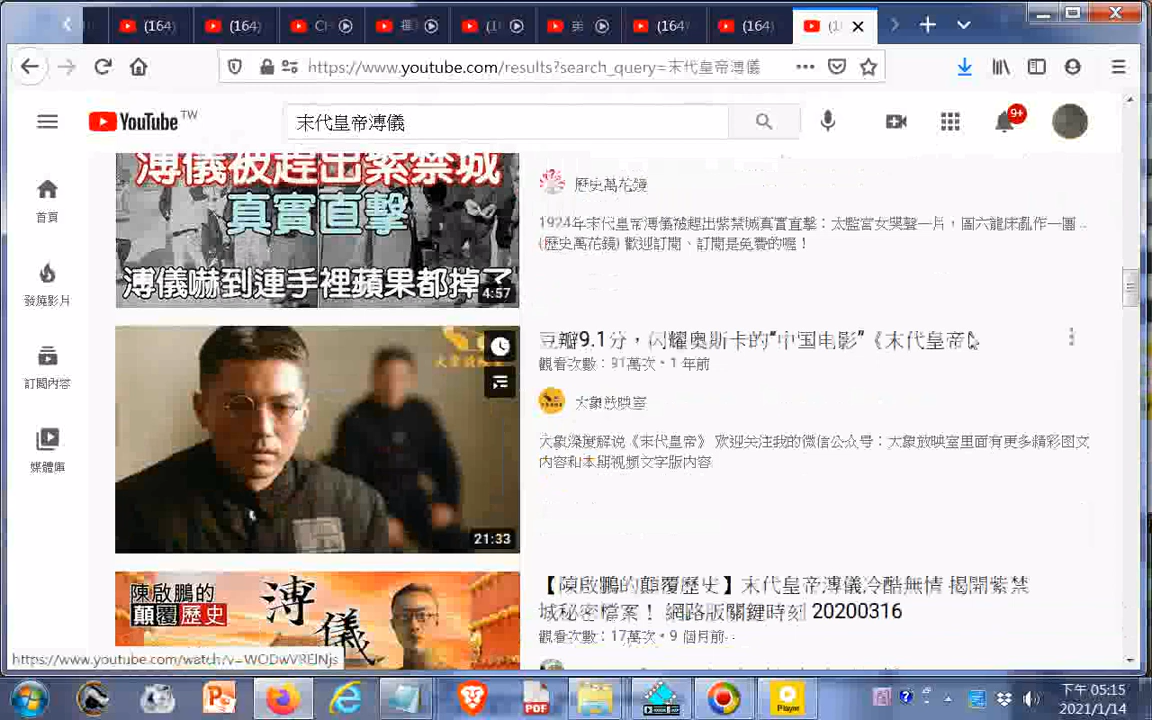 (164)
(164)
(164)
(164)
https://www.youtube.com/results?search_query=末代皇帝溥儀
YouTube TW
末代皇帝溥儀
9+
首頁
發燒影片
訂閱內容
媒體庫
溥儀被趕出紫禁城
真實直擊
溥儀嚇到連手裡蘋果都掉了
4:57
歷史萬花鏡
1924年末代皇帝溥儀被趕出紫禁城真實直擊：太監宮女哭聲一片，圖六龍床亂作一團 ...
(歷史萬花鏡) 歡迎訂閱、訂閱是免費的喔！
21:33
豆瓣9.1分，闪耀奥斯卡的“中国电影”《末代皇帝
觀看次數：91萬次・1 年前
大象放映室
大象深度解说《末代皇帝》 欢迎关注我的微信公众号：大象放映室里面有更多精彩图文
内容和本期视频文字版内容
陳啟鵬的
顛覆歷史
溥儀
【陳啟鵬的顛覆歷史】末代皇帝溥儀冷酷無情 揭開紫禁
城秘密檔案！ 網路版關鍵時刻 20200316
觀看次數：17萬次・9 個月前
PDF
Player
下午 05:15
2021/1/14